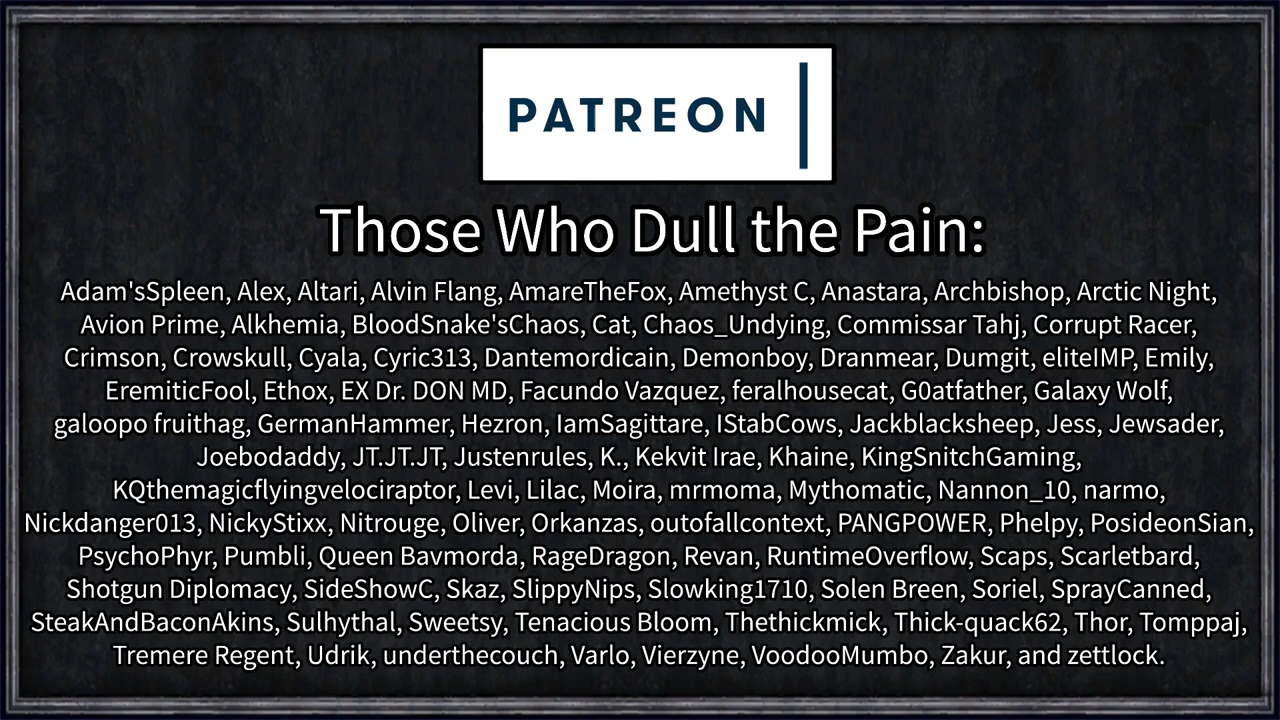 PATREON
Those Who Dull the Pain:
Adam'sSpleen, Alex, Altari, Alvin Flang, AmareTheFox, Amethyst C, Anastara, Archbishop, Arctic Night,
Avion Prime, Alkhemia, BloodSnake'sChaos, Cat, Chaos_Undying, Commissar Tahj, Corrupt Racer,
Crimson, Crowskull, Cyala, Cyric313, Dantemordicain, Demonboy, Dranmear, Dumgit, eliteIMP, Emily,
EremiticFool, Ethox, EX Dr. DON MD, Facundo Vazquez, feralhousecat, G0atfather, Galaxy Wolf,
galoopo fruithag, GermanHammer, Hezron, IamSagittare, IStabCows, Jackblacksheep, Jess, Jewsader,
Joebodaddy, JT.JT.JT, Justenrules, K., Kekvit Irae, Khaine, KingSnitchGaming,
KQthemagicflyingvelociraptor, Levi, Lilac, Moira, mrmoma, Mythomatic, Nannon_10, narmo,
Nickdanger013, NickyStixx, Nitrouge, Oliver, Orkanzas, outofallcontext, PANGPOWER, Phelpy, PosideonSian,
PsychoPhyr, Pumbli, Queen Bavmorda, RageDragon, Revan, RuntimeOverflow, Scaps, Scarletbard,
Shotgun Diplomacy, SideShowC, Skaz, SlippyNips, Slowking1710, Solen Breen, Soriel, SprayCanned,
SteakAndBaconAkins, Sulhythal, Sweetsy, Tenacious Bloom, Thethickmick, Thick-quack62, Thor, Tomppaj,
Tremere Regent, Udrik, underthecouch, Varlo, Vierzyne, VoodooMumbo, Zakur, and zettlock.